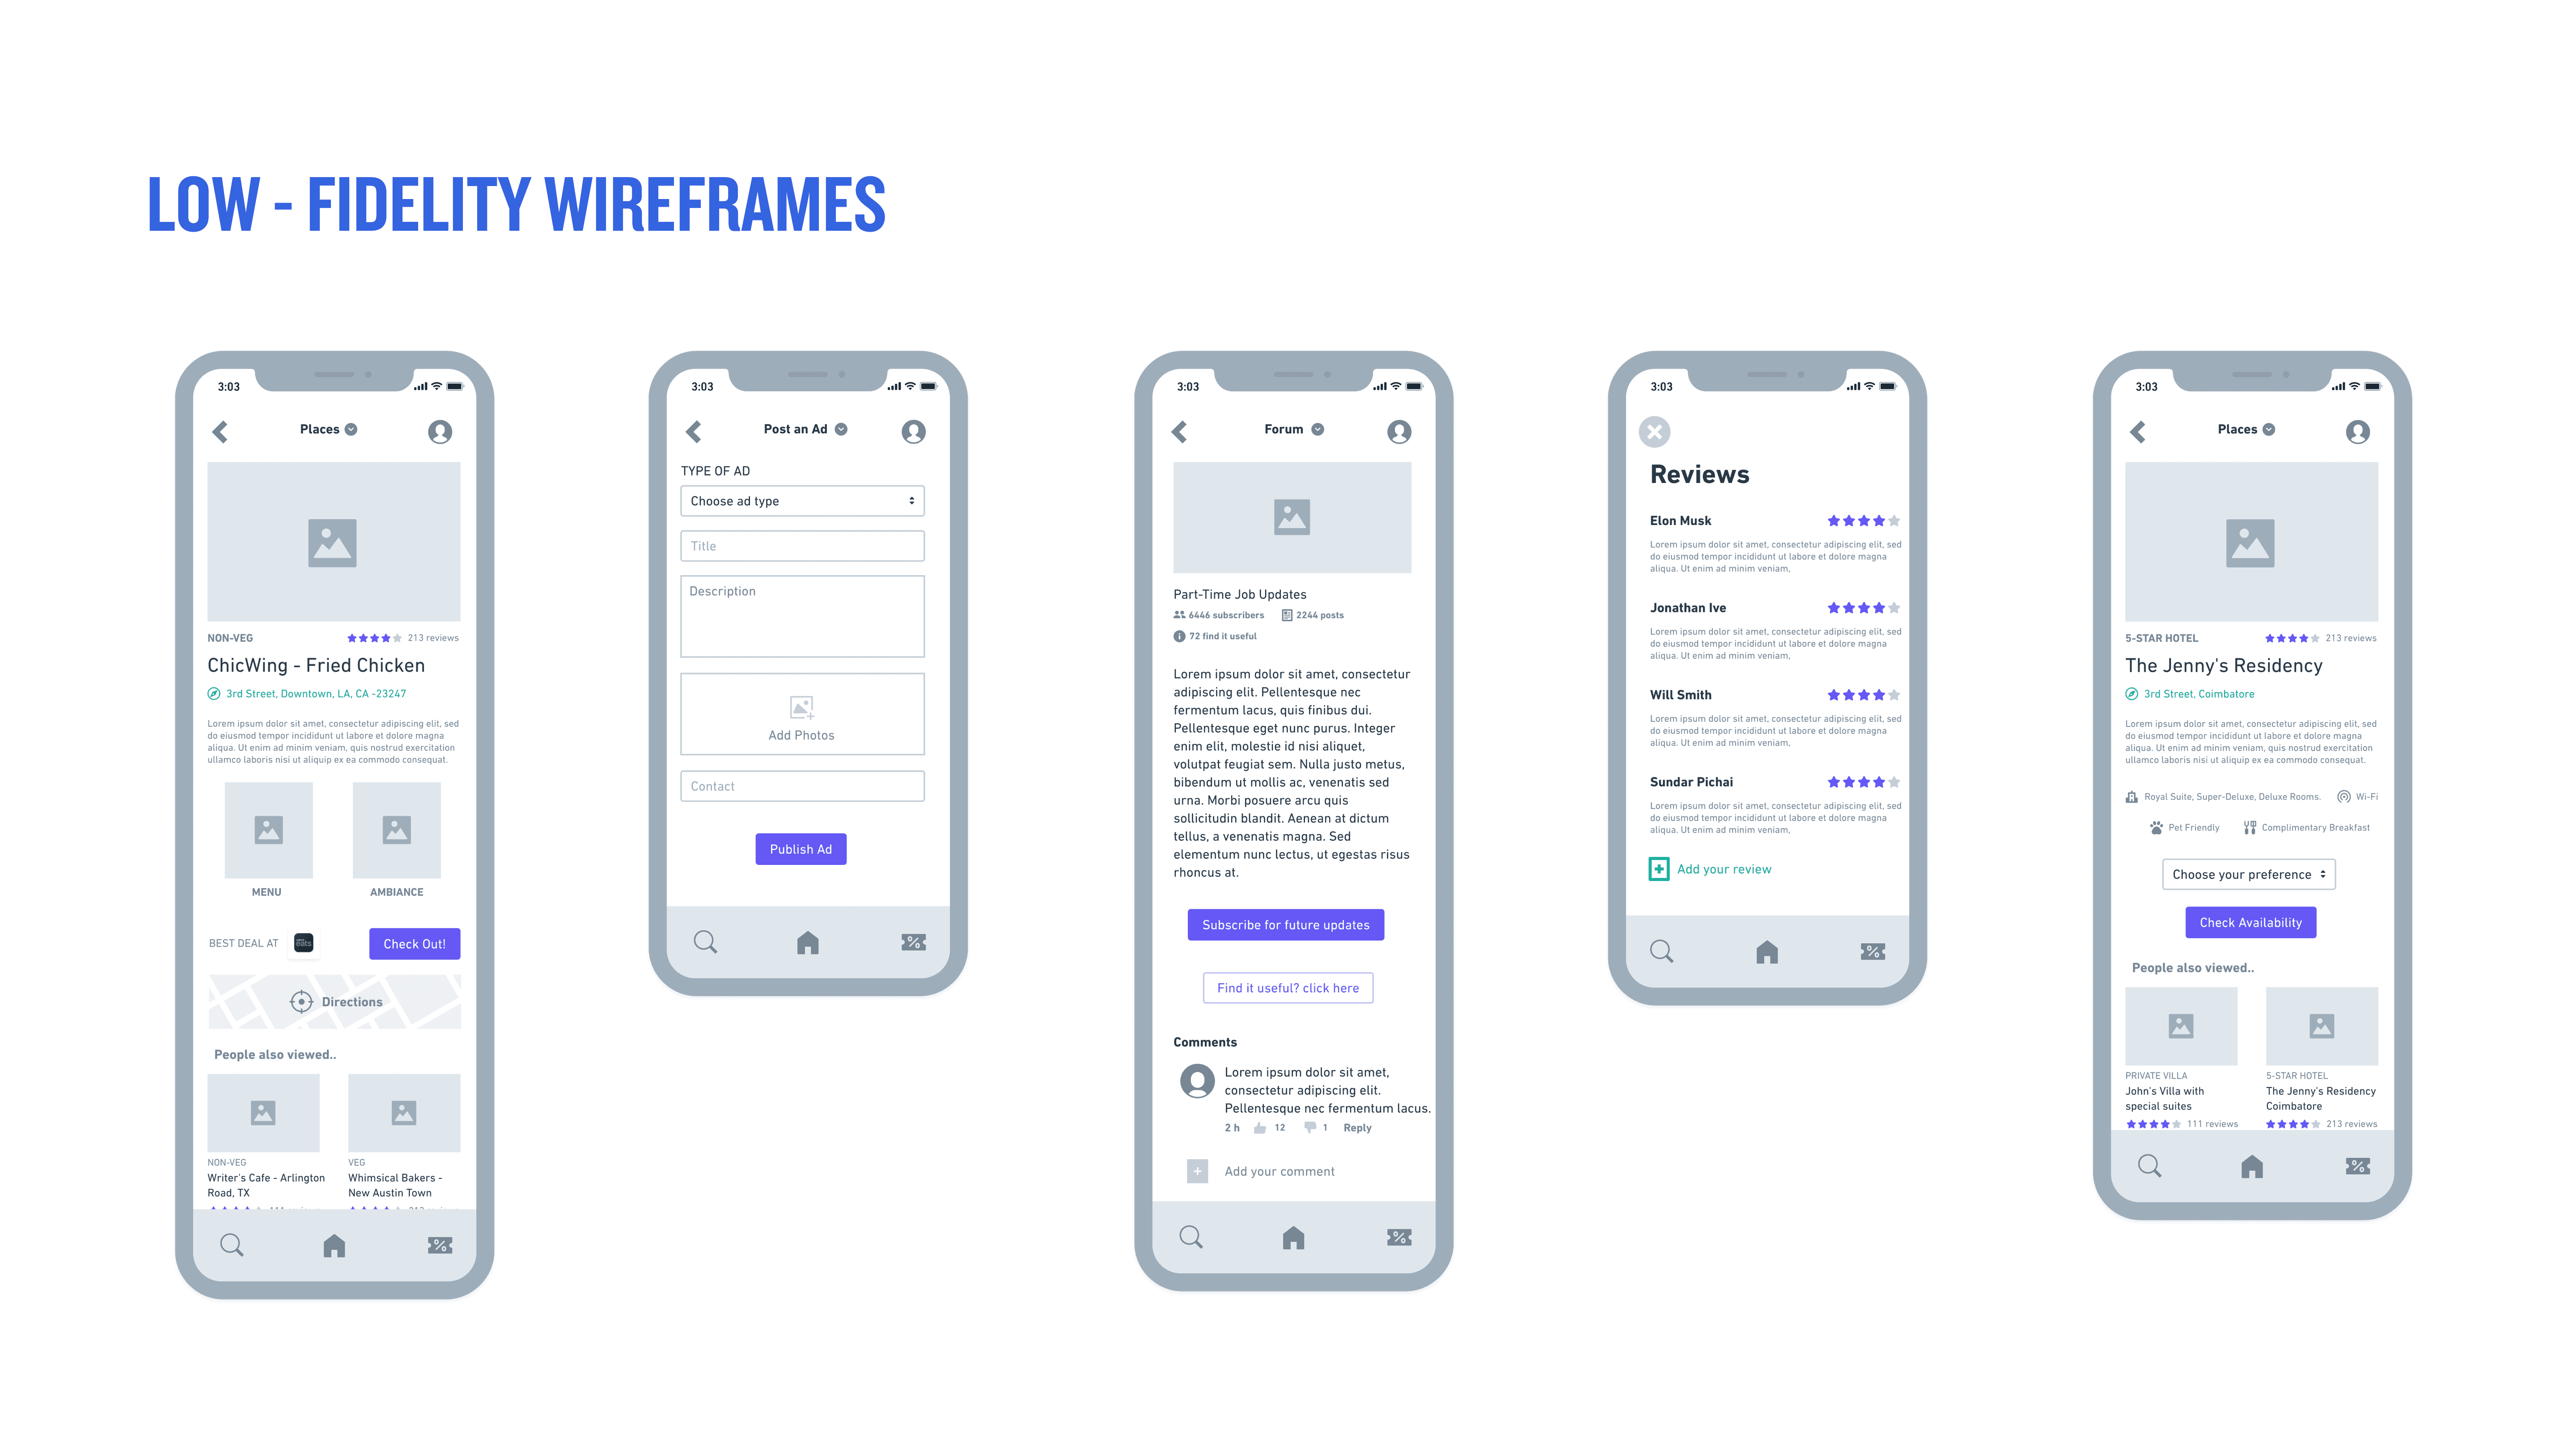 LOW - FIDELITY WIREFRAMES
3:03
Places
NON-VEG
213 reviews
ChicWing - Fried Chicken
3rd Street, Downtown, LA, CA -23247
Lorem ipsum dolor sit amet, consectetur adipiscing elit, sed
do eiusmod tempor incididunt ut labore et dolore magna
aliqua. Ut enim ad minim veniam, quis nostrud exercitation
ullamco laboris nisi ut aliquip ex ea commodo consequat.
MENU
AMBIANCE
BEST DEAL AT
eats
Check Out!
Directions
People also viewed..
NON-VEG
Writer's Cafe - Arlington
Road, TX
VEG
Whimsical Bakers -
New Austin Town
3:03
Post an Ad
TYPE OF AD
Choose ad type
Title
Description
Add Photos
Contact
Publish Ad
%
3:03
Forum
Part-Time Job Updates
6446 subscribers
2244 posts
72 find it useful
Lorem ipsum dolor sit amet, consectetur
adipiscing elit. Pellentesque nec
fermentum lacus, quis finibus dui.
Pellentesque eget nunc purus. Integer
enim elit, molestie id nisi aliquet,
volutpat feugiat sem. Nulla justo metus,
bibendum ut mollis ac, venenatis sed
urna. Morbi posuere arcu quis
sollicitudin blandit. Aenean at dictum
tellus, a venenatis magna. Sed
elementum nunc lectus, ut egestas risus
rhoncus at.
Subscribe for future updates
Find it useful? click here
Comments
Lorem ipsum dolor sit amet,
consectetur adipiscing elit.
Pellentesque nec fermentum lacus.
2 h 12 1 Reply
Add your comment
%
3:03
Reviews
Elon Musk
Lorem ipsum dolor sit amet, consectetur adipiscing elit, sed
do eiusmod tempor incididunt ut labore et dolore magna
aliqua. Ut enim ad minim veniam,
Jonathan Ive
Lorem ipsum dolor sit amet, consectetur adipiscing elit, sed
do eiusmod tempor incididunt ut labore et dolore magna
aliqua. Ut enim ad minim veniam,
Will Smith
Lorem ipsum dolor sit amet, consectetur adipiscing elit, sed
do eiusmod tempor incididunt ut labore et dolore magna
aliqua. Ut enim ad minim veniam,
Sundar Pichai
Lorem ipsum dolor sit amet, consectetur adipiscing elit, sed
do eiusmod tempor incididunt ut labore et dolore magna
aliqua. Ut enim ad minim veniam,
Add your review
%
3:03
Places
5-STAR HOTEL
213 reviews
The Jenny's Residency
3rd Street, Coimbatore
Lorem ipsum dolor sit amet, consectetur adipiscing elit, sed
do eiusmod tempor incididunt ut labore et dolore magna
aliqua. Ut enim ad minim veniam, quis nostrud exercitation
ullamco laboris nisi ut aliquip ex ea commodo consequat.
Royal Suite, Super-Deluxe, Deluxe Rooms.
Wi-Fi
Pet Friendly
Complimentary Breakfast
Choose your preference
Check Availability
People also viewed..
PRIVATE VILLA
John's Villa with
special suites
111 reviews
5-STAR HOTEL
The Jenny's Residency
Coimbatore
213 reviews
%